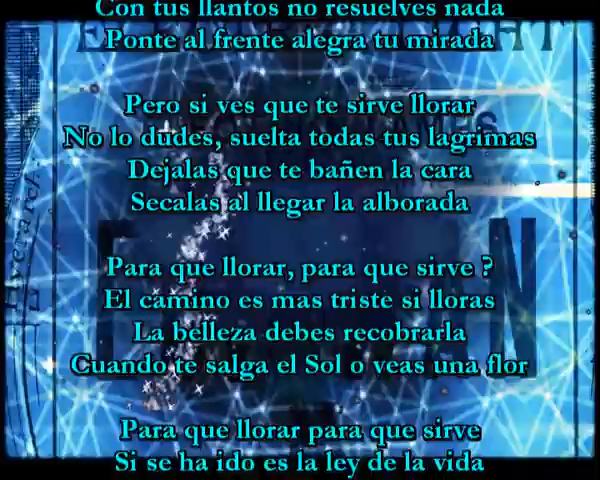 Con tus llantos no resuelves nada
Ponte al frente alegra tu mirada
Pero si ves que te sirve llorar
No lo dudes, suelta todas tus lagrimas
Dejalas que te bañen la cara
Secalas al llegar la alborada
Para que llorar, para que sirve ?
El camino es mas triste si lloras
La belleza debes recobrarla
Cuando te salga el Sol o veas una flor
Para que llorar para que sirve
Si se ha ido es la ley de la vida